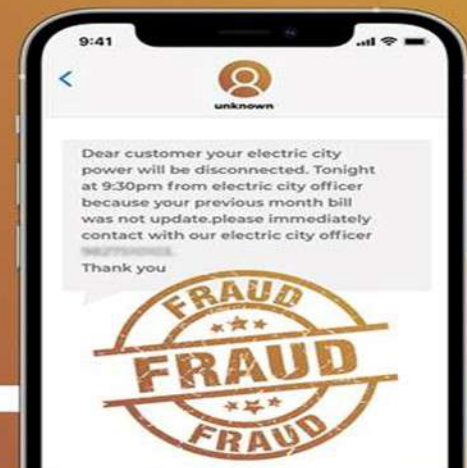 9:41
unknown
Dear customer your electric city
power will be disconnected. Tonight
at 9:30pm from electric city officer
because your previous month bill
was not update.please immediately
contact with our electric city officer
Thank you
FRAUD
FRAUD
FRAUD